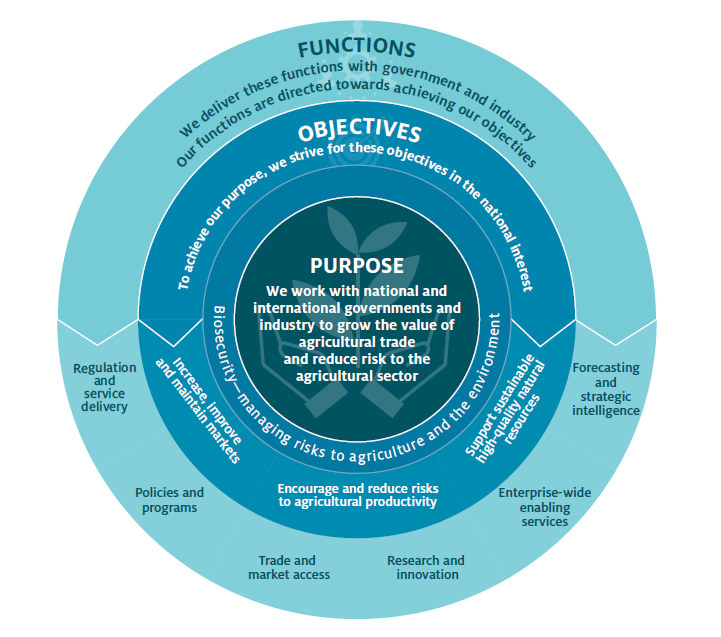 FUNCTIONS
We deliver these functions with government and industry
Our functions are directed towards achieving our objectives
OBJECTIVES
To achieve our purpose, we strive for these objectives in the national interest
PURPOSE
We work with national and
international governments and
industry to grow the value of
agricultural trade
and reduce risk to the
agricultural sector
Biosecurity—managing risks to agriculture and the environment
Increase, improve
and maintain markets
Encourage and reduce risks
to agricultural productivity
Support sustainable
high-quality natural
resources
Regulation
and
service
delivery
Policies and
programs
Trade and
market access
Research and
innovation
Enterprise-wide
enabling
services
Forecasting
and
strategic
intelligence